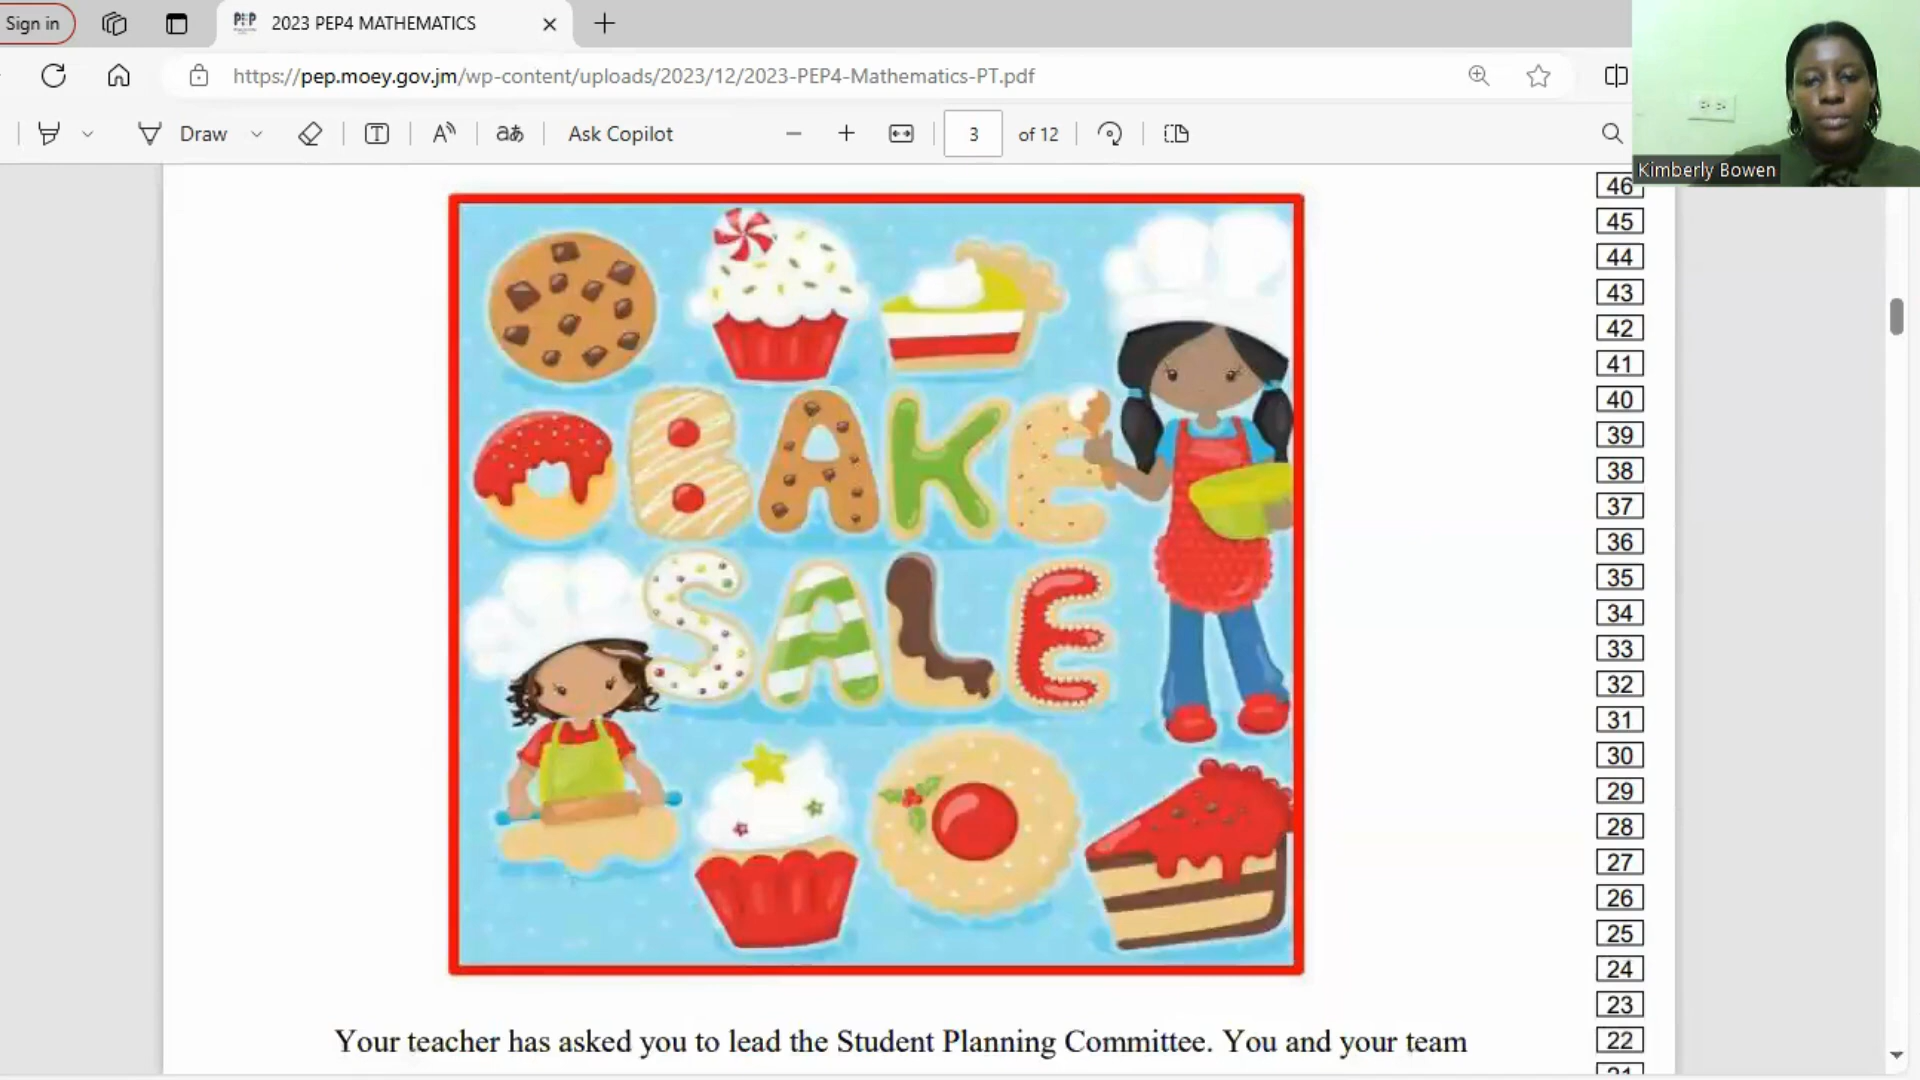 Sign in
PEP
2023 PEP4 MATHEMATICS
https://pep.moey.gov.jm/wp-content/uploads/2023/12/2023-PEP4-Mathematics-PT.pdf
Draw
T
A
aあ
Ask Copilot
3
of 12
Kimberly Bowen
46
45
44
43
42
41
40
39
38
37
36
35
34
33
32
31
30
29
28
27
26
25
24
23
22
BAKE
SALE
Your teacher has asked you to lead the Student Planning Committee. You and your team